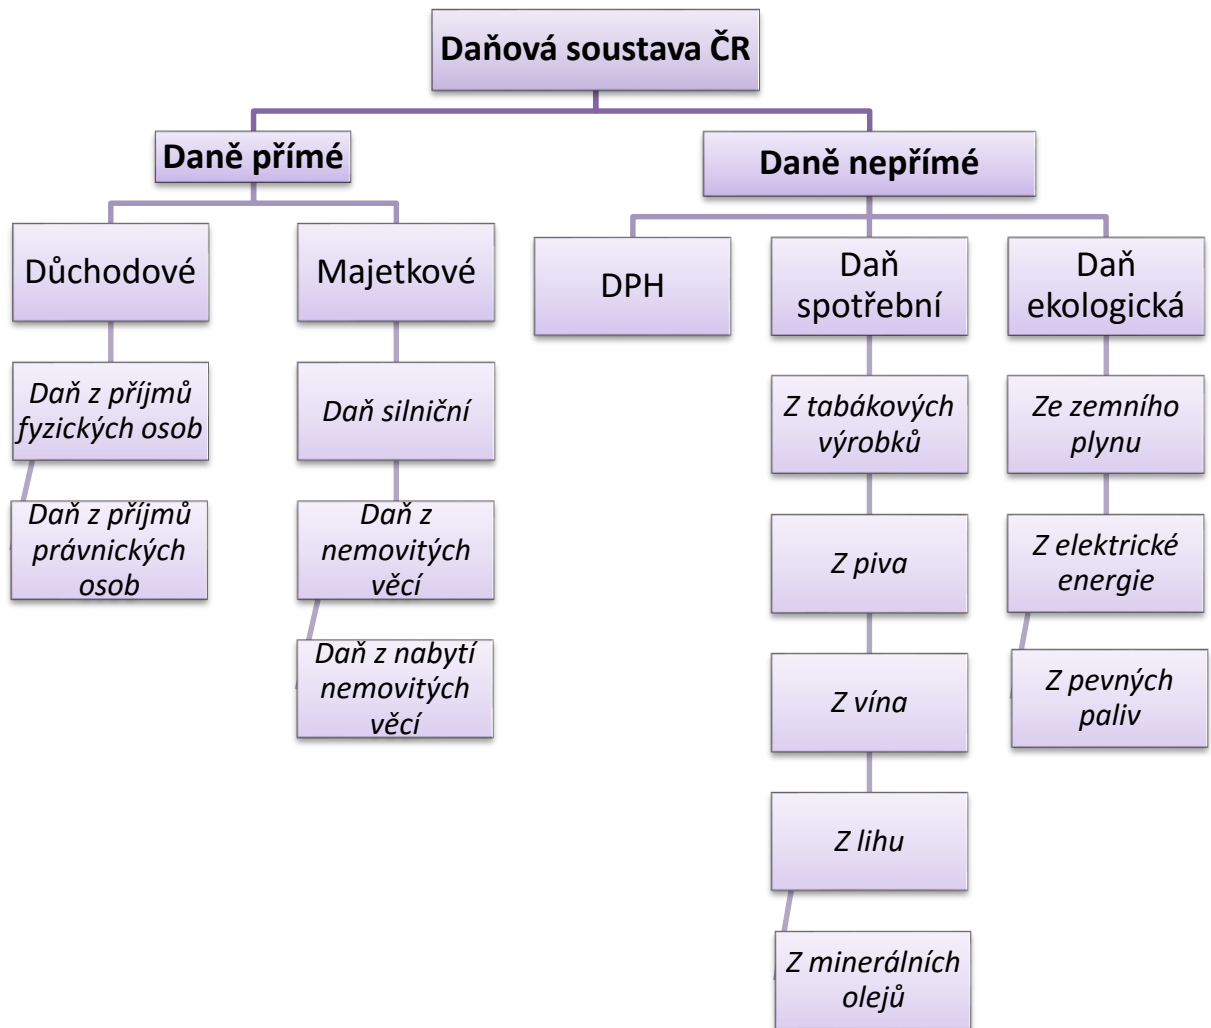 Daňová soustava ČR
Daně přímé
Daně nepřímé
Důchodové
Majetkové
DPH
Daň
spotřební
Daň
ekologická
Daň z příjmů
fyzických osob
Daň silniční
Z tabákových
výrobků
Ze zemního
plynu
Daň z příjmů
právnických
osob
Daň z
nemovitých
věcí
Z piva
Z elektrické
energie
Daň z nabytí
nemovitých
věcí
Z vína
Z pevných
paliv
Z lihu
Z minerálních
olejů